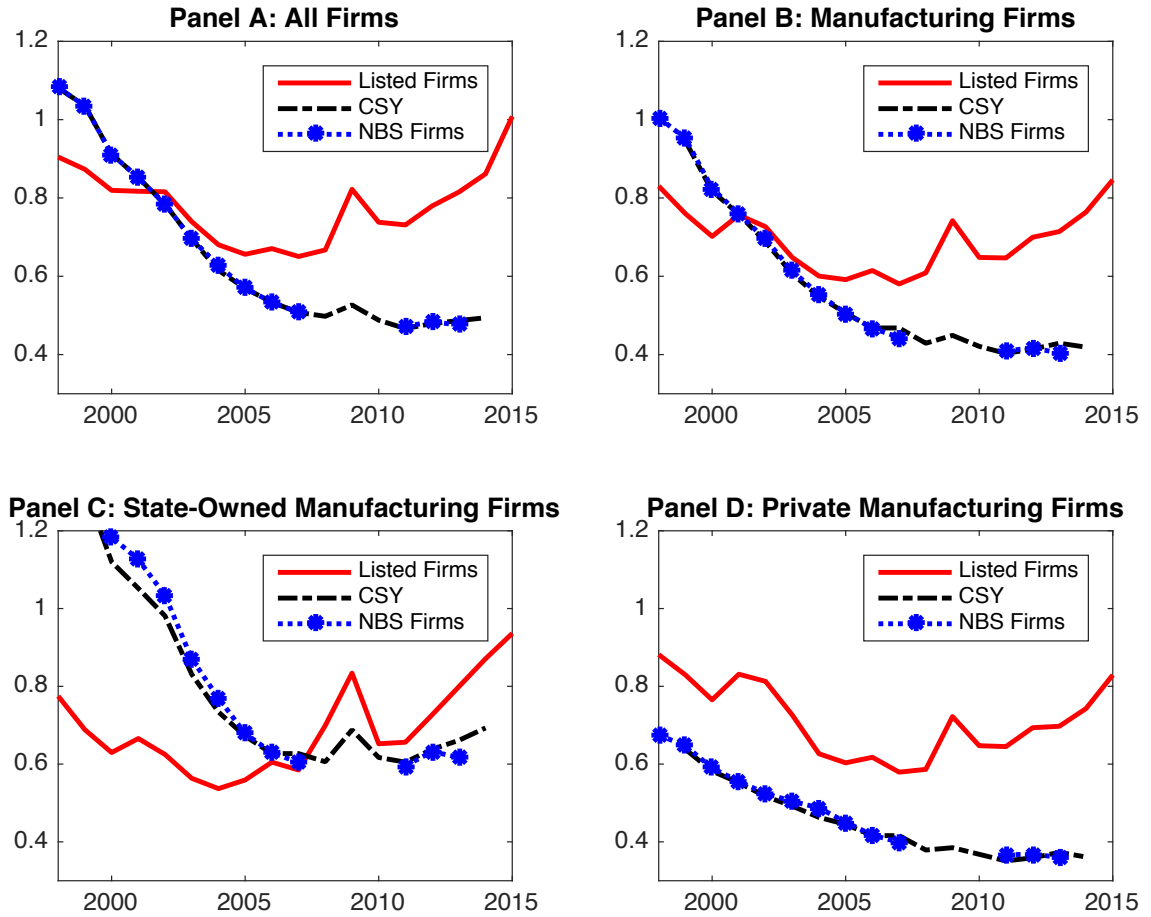 Panel A: All Firms
1.2
1
0.8
0.6
0.4
2000 2005 2010 2015
Listed Firms
CSY
NBS Firms
Panel B: Manufacturing Firms
1.2
1
0.8
0.6
0.4
2000 2005 2010 2015
Listed Firms
CSY
NBS Firms
Panel C: State-Owned Manufacturing Firms
1.2
1
0.8
0.6
0.4
2000 2005 2010 2015
Listed Firms
CSY
NBS Firms
Panel D: Private Manufacturing Firms
1.2
1
0.8
0.6
0.4
2000 2005 2010 2015
Listed Firms
CSY
NBS Firms